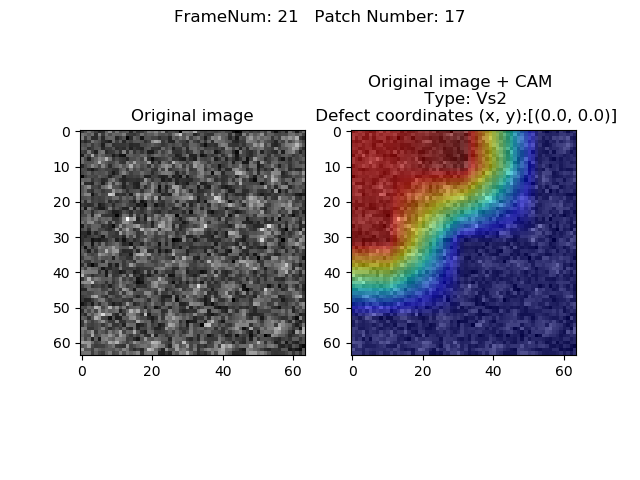 FrameNum: 21   Patch Number: 17
Original image
0
10
20
30
40
50
60
0 20 40 60
Original image + CAM
Type: Vs2
Defect coordinates (x, y):[(0.0, 0.0)]
0
10
20
30
40
50
60
0 20 40 60